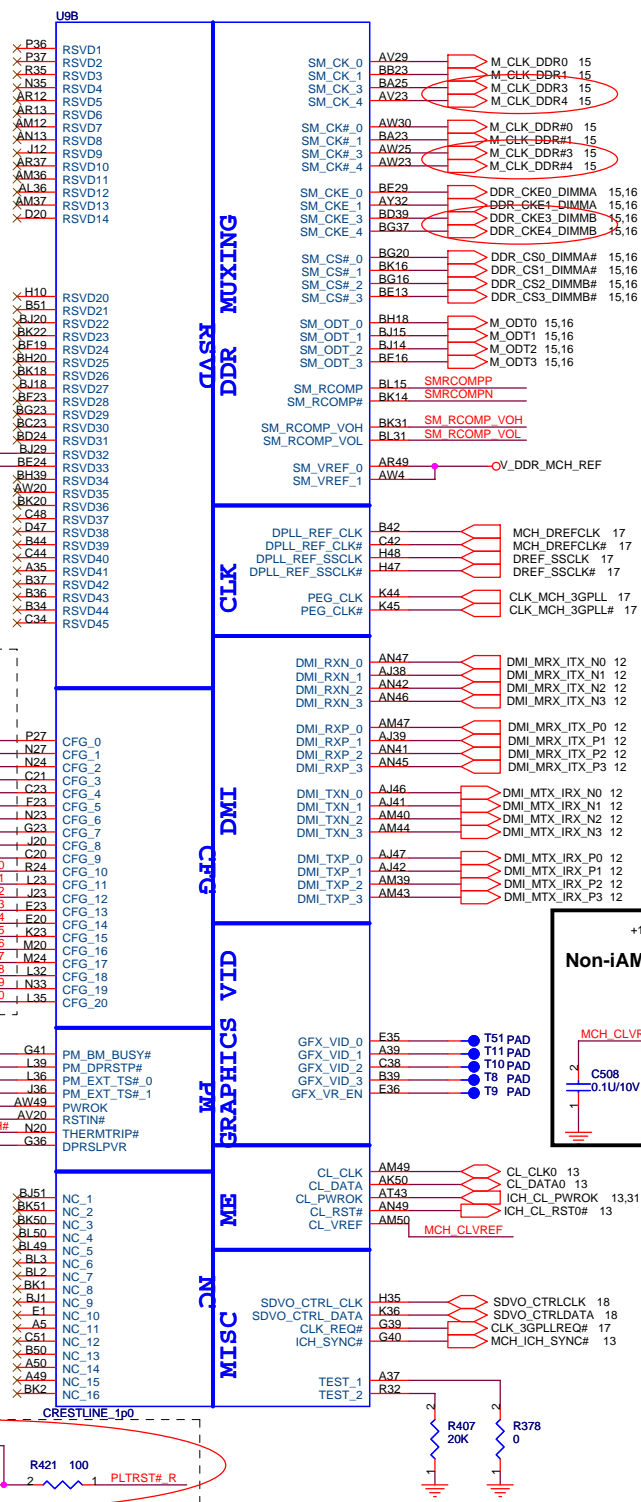 U9B
P36 RSVD1
P37 RSVD2
R35 RSVD3
N35 RSVD4
AR12 RSVD5
AR13 RSVD6
AM12 RSVD7
AN13 RSVD8
J12 RSVD9
AR37 RSVD10
AM36 RSVD11
AL36 RSVD12
AM37 RSVD13
D20 RSVD14
H10 RSVD20
B51 RSVD21
BJ20 RSVD22
BK22 RSVD23
BF19 RSVD24
BH20 RSVD25
BK18 RSVD26
BJ18 RSVD27
BF23 RSVD28
BG23 RSVD29
BC23 RSVD30
BD24 RSVD31
BJ29 RSVD32
BE24 RSVD33
BH39 RSVD34
AW20 RSVD35
BK20 RSVD36
C48 RSVD37
D47 RSVD38
B44 RSVD39
C44 RSVD40
A35 RSVD41
B37 RSVD42
B36 RSVD43
B34 RSVD44
C34 RSVD45
RSVD
P27 CFG_0
N27 CFG_1
N24 CFG_2
C21 CFG_3
C23 CFG_4
F23 CFG_5
N23 CFG_6
G23 CFG_7
J20 CFG_8
C20 CFG_9
R24 CFG_10
L23 CFG_11
J23 CFG_12
E23 CFG_13
E20 CFG_14
K23 CFG_15
M20 CFG_16
M24 CFG_17
L32 CFG_18
N33 CFG_19
L35 CFG_20
CFG
G41 PM_BM_BUSY#
L39 PM_DPRSTP#
L36 PM_EXT_TS#_0
J36 PM_EXT_TS#_1
AW49 PWROK
AV20 RSTIN#
N20 THERMTRIP#
G36 DPRSLPVR
PM
BJ51 NC_1
BK51 NC_2
BK50 NC_3
BL50 NC_4
BL49 NC_5
BL3 NC_6
BL2 NC_7
BK1 NC_8
BJ1 NC_9
E1 NC_10
A5 NC_11
C51 NC_12
B50 NC_13
A50 NC_14
A49 NC_15
BK2 NC_16
NC
CRESTLINE_1p0
SM_CK_0 AV29 M_CLK_DDR0 15
SM_CK_1 BB23 M_CLK_DDR1 15
SM_CK_3 BA25 M_CLK_DDR3 15
SM_CK_4 AV23 M_CLK_DDR4 15
SM_CK#_0 AW30 M_CLK_DDR#0 15
SM_CK#_1 BA23 M_CLK_DDR#1 15
SM_CK#_3 AW25 M_CLK_DDR#3 15
SM_CK#_4 AW23 M_CLK_DDR#4 15
SM_CKE_0 BE29 DDR_CKE0_DIMMA 15,16
SM_CKE_1 AY32 DDR_CKE1_DIMMA 15,16
SM_CKE_3 BD39 DDR_CKE3_DIMMB 15,16
SM_CKE_4 BG37 DDR_CKE4_DIMMB 15,16
SM_CS#_0 BG20 DDR_CS0_DIMMA# 15,16
SM_CS#_1 BK16 DDR_CS1_DIMMA# 15,16
SM_CS#_2 BG16 DDR_CS2_DIMMB# 15,16
SM_CS#_3 BE13 DDR_CS3_DIMMB# 15,16
SM_ODT_0 BH18 M_ODT0 15,16
SM_ODT_1 BJ15 M_ODT1 15,16
SM_ODT_2 BJ14 M_ODT2 15,16
SM_ODT_3 BE16 M_ODT3 15,16
SM_RCOMP BL15 SMRCOMPP
SM_RCOMP# BK14 SMRCOMPN
SM_RCOMP_VOH BK31 SM_RCOMP_VOH
SM_RCOMP_VOL BL31 SM_RCOMP_VOL
SM_VREF_0 AR49 V_DDR_MCH_REF
SM_VREF_1 AW4
DDR MUXING
DPLL_REF_CLK B42 MCH_DREFCLK 17
DPLL_REF_CLK# C42 MCH_DREFCLK# 17
DPLL_REF_SSCLK H48 DREF_SSCLK 17
DPLL_REF_SSCLK# H47 DREF_SSCLK# 17
PEG_CLK K44 CLK_MCH_3GPLL 17
PEG_CLK# K45 CLK_MCH_3GPLL# 17
CLK
DMI_RXN_0 AN47 DMI_MRX_ITX_N0 12
DMI_RXN_1 AJ38 DMI_MRX_ITX_N1 12
DMI_RXN_2 AN42 DMI_MRX_ITX_N2 12
DMI_RXN_3 AN46 DMI_MRX_ITX_N3 12
DMI_RXP_0 AM47 DMI_MRX_ITX_P0 12
DMI_RXP_1 AJ39 DMI_MRX_ITX_P1 12
DMI_RXP_2 AN41 DMI_MRX_ITX_P2 12
DMI_RXP_3 AN45 DMI_MRX_ITX_P3 12
DMI_TXN_0 AJ46 DMI_MTX_IRX_N0 12
DMI_TXN_1 AJ41 DMI_MTX_IRX_N1 12
DMI_TXN_2 AM40 DMI_MTX_IRX_N2 12
DMI_TXN_3 AM44 DMI_MTX_IRX_N3 12
DMI_TXP_0 AJ47 DMI_MTX_IRX_P0 12
DMI_TXP_1 AJ42 DMI_MTX_IRX_P1 12
DMI_TXP_2 AM39 DMI_MTX_IRX_P2 12
DMI_TXP_3 AM43 DMI_MTX_IRX_P3 12
DMI
GFX_VID_0 E35 T51 PAD
GFX_VID_1 A39 T11 PAD
GFX_VID_2 C38 T10 PAD
GFX_VID_3 B39 T8 PAD
GFX_VR_EN E36 T9 PAD
GRAPHICS VID
CL_CLK AM49 CL_CLK0 13
CL_DATA AK50 CL_DATA0 13
CL_PWROK AT43 ICH_CL_PWROK 13,31
CL_RST# AN49 ICH_CL_RST0# 13
CL_VREF AM50 MCH_CLVREF
ME
SDVO_CTRL_CLK H35 SDVO_CTRLCLK 18
SDVO_CTRL_DATA K36 SDVO_CTRLDATA 18
CLK_REQ# G39 CLK_3GPLLREQ# 17
ICH_SYNC# G40 MCH_ICH_SYNC# 13
TEST_1 A37
TEST_2 R32
MISC
Non-iAM
MCH_CLVR
2
C508
0.1U/10V
1
2 2
R407
20K
R378
0
1 1
R421 100
2 1 PLTRST#_R